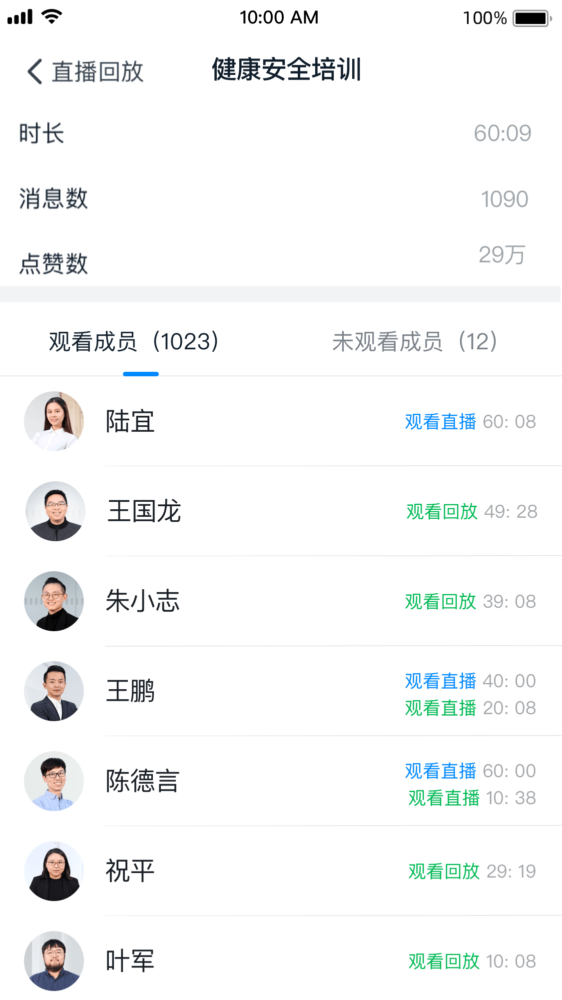 10:00 AM 100%
直播回放 健康安全培训
时长 60:09
消息数 1090
点赞数 29万
观看成员（1023） 未观看成员（12）
陆宜 观看直播 60: 08
王国龙 观看回放 49: 28
朱小志 观看回放 39: 08
王鹏 观看直播 40: 00
观看直播 20: 08
陈德言 观看直播 60: 00
观看直播 10: 38
祝平 观看回放 29: 19
叶军 观看回放 10: 08